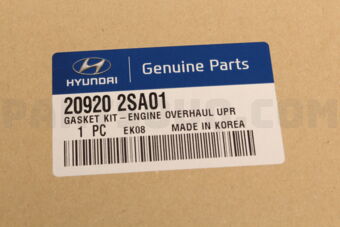 HYUNDAI
Genuine Parts
20920 2SA01
GASKET KIT-ENGINE OVERHAUL UPR
1 PC EK08 MADE IN KOREA